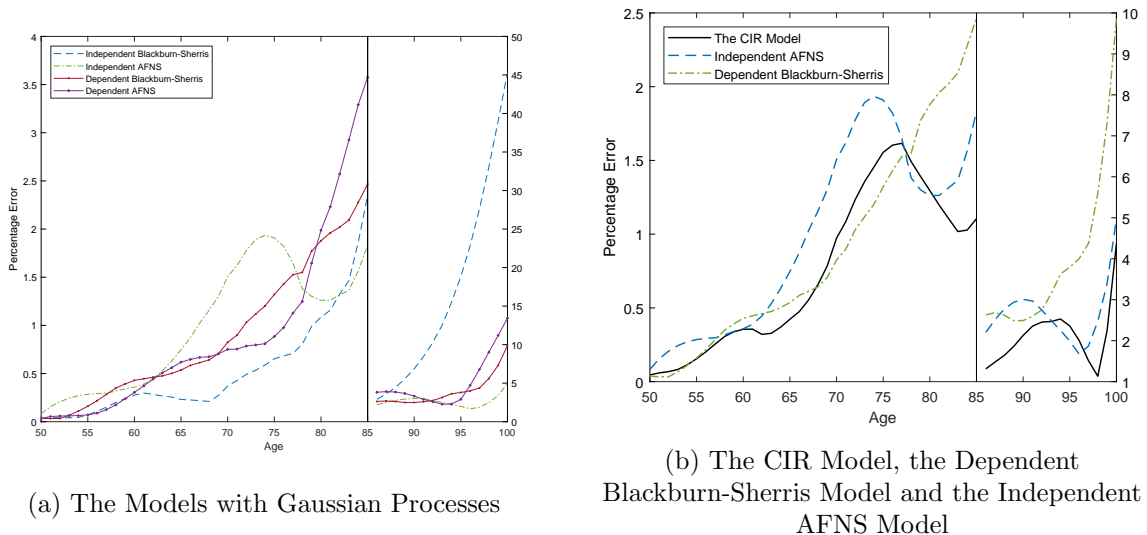 4
3.5
3
2.5
2
1.5
1
0.5
0
Percentage Error
Independent Blackburn-Sherris
Independent AFNS
Dependent Blackburn-Sherris
Dependent AFNS
50
45
40
35
30
25
20
15
10
5
0
50 55 60 65 70 75 80 85 90 95 100
Age
(a) The Models with Gaussian Processes
2.5
2
1.5
1
0.5
0
Percentage Error
The CIR Model
Independent AFNS
Dependent Blackburn-Sherris
10
9
8
7
6
5
4
3
2
1
50 55 60 65 70 75 80 85 90 95 100
Age
(b) The CIR Model, the Dependent
Blackburn-Sherris Model and the Independent
AFNS Model